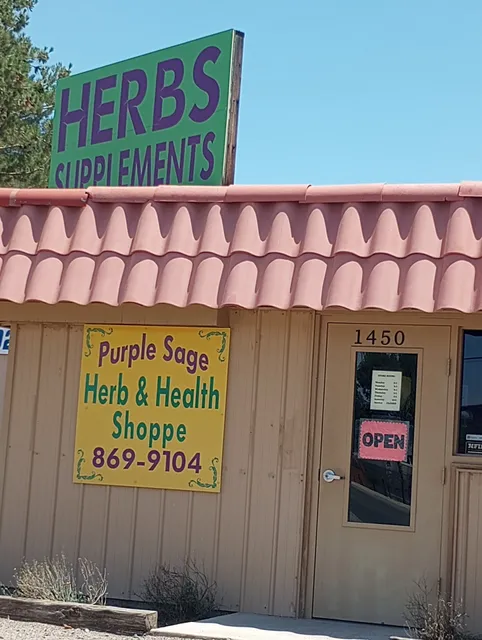 HERBS
SUPPLEMENTS
Purple Sage
Herb & Health
Shoppe
869-9104
1450
OPEN